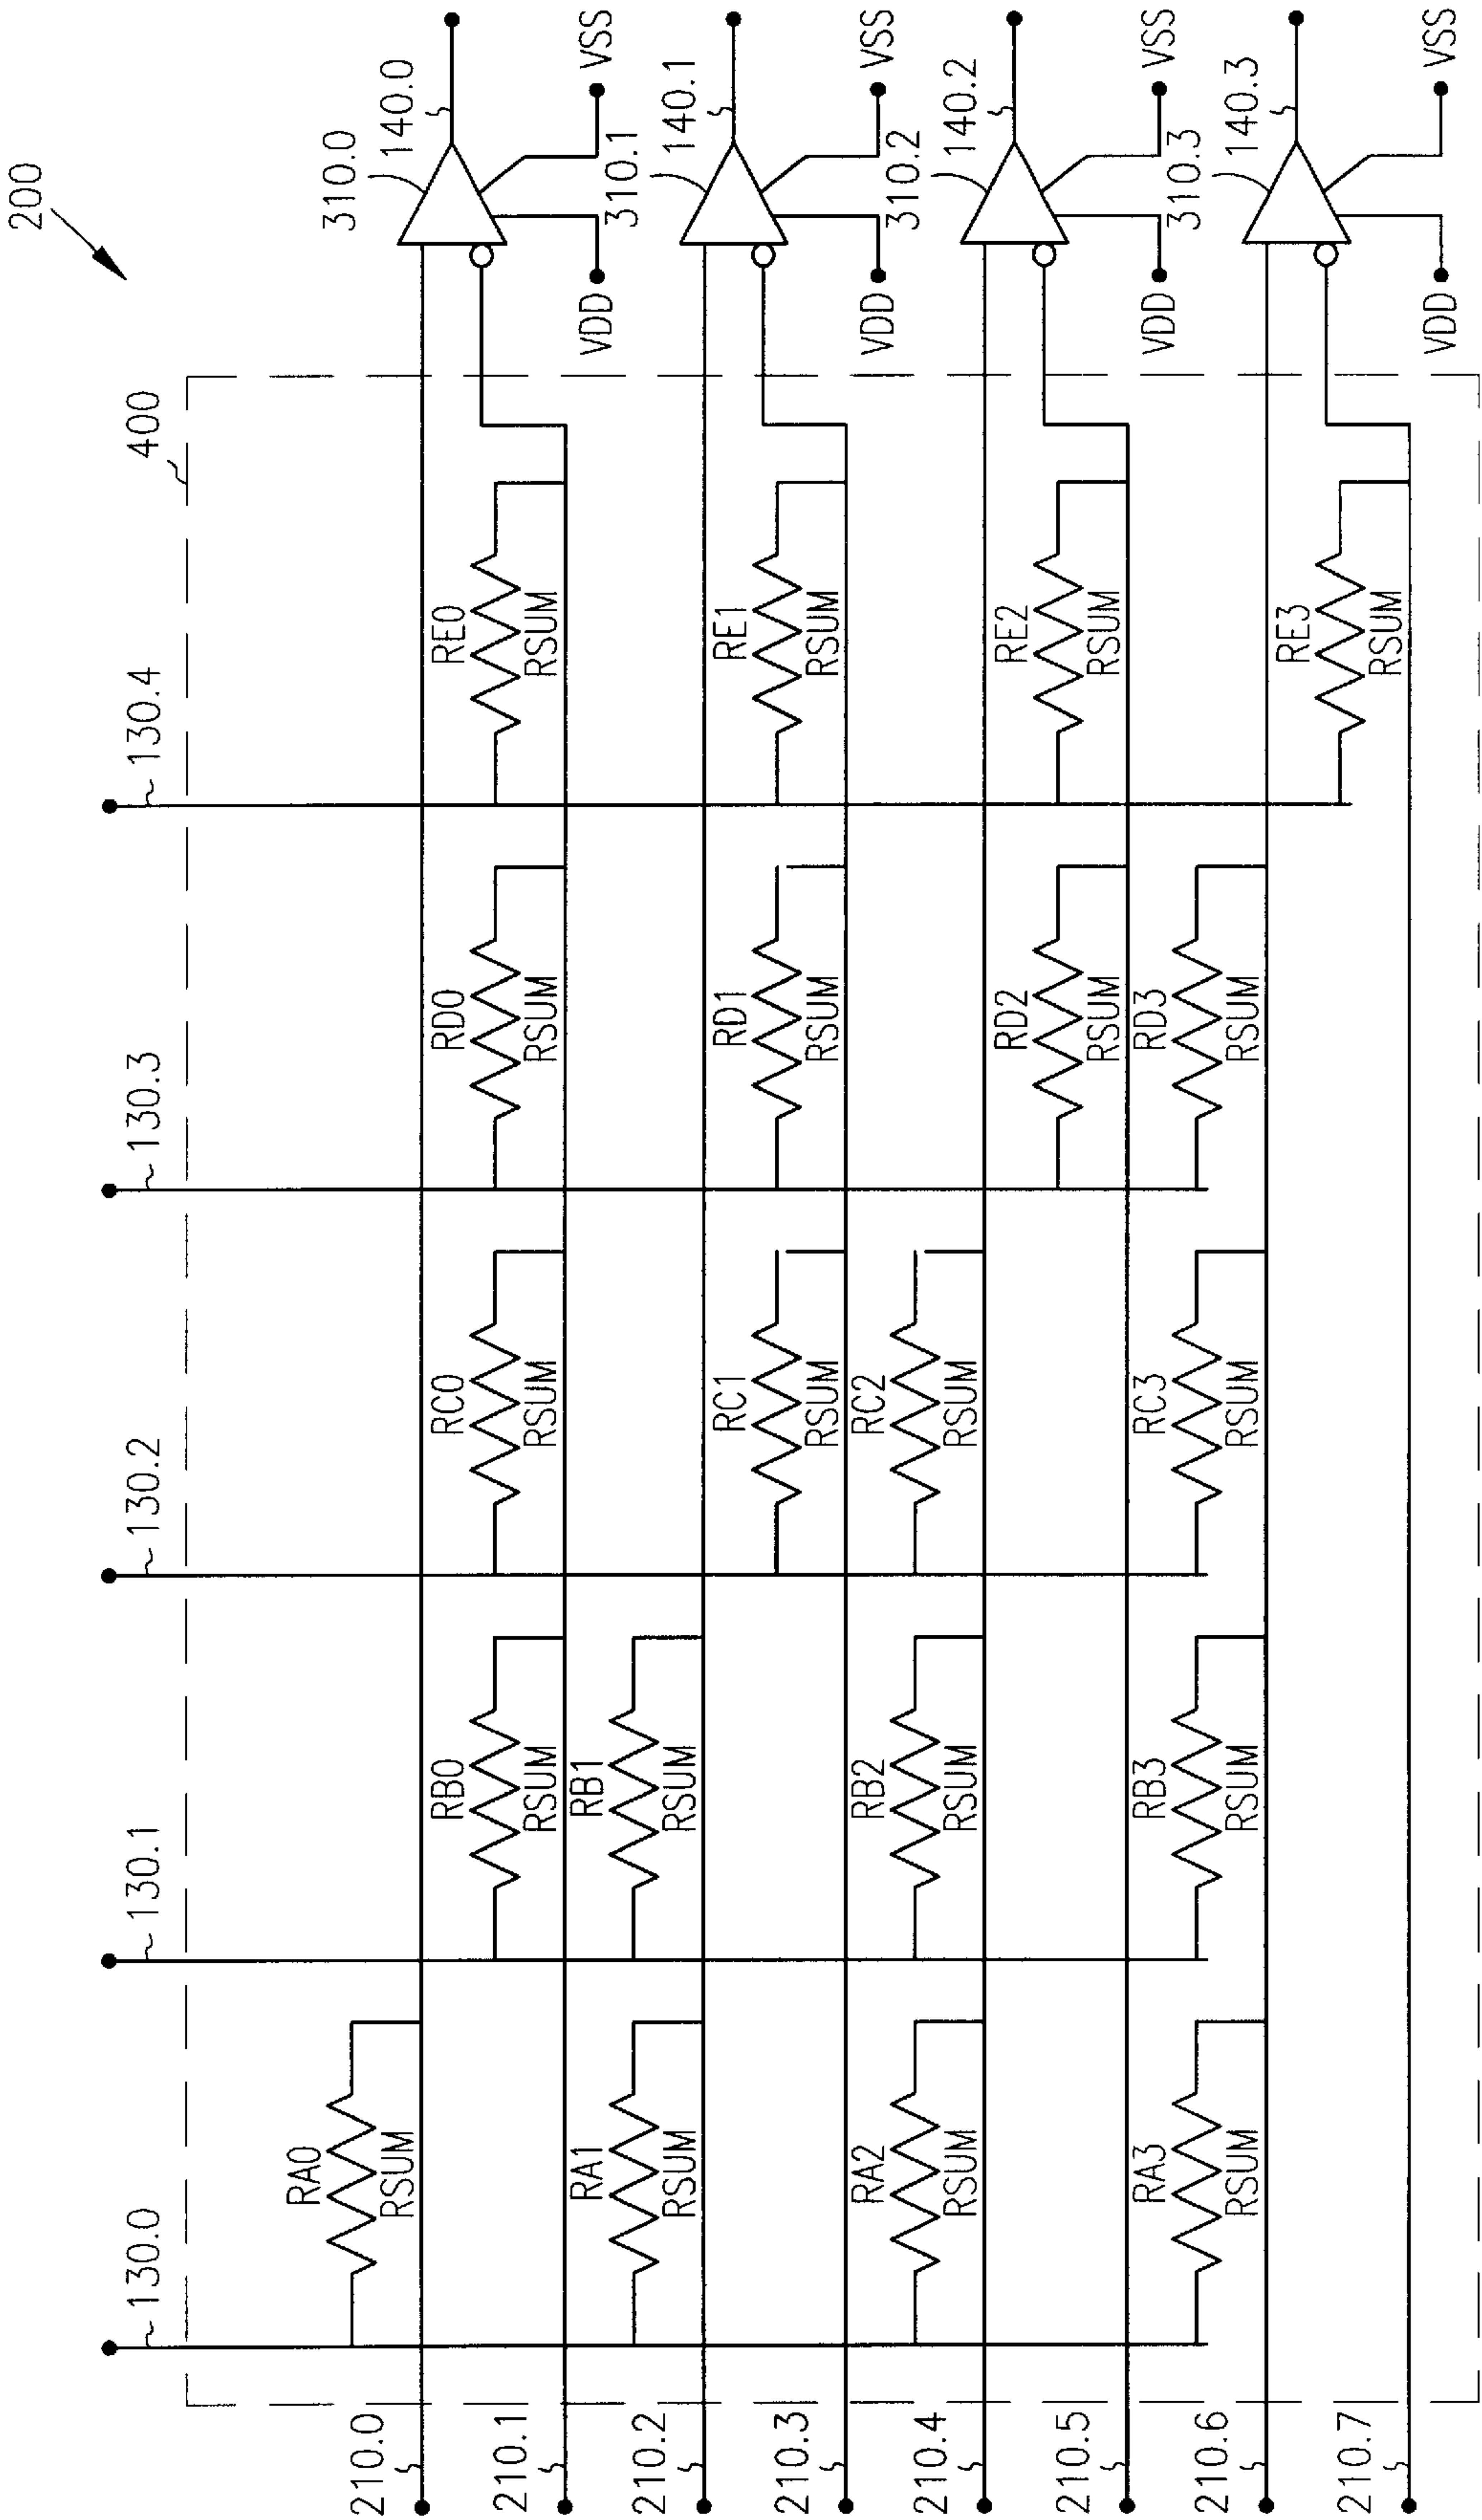 200
400
130.0
130.1
130.2
130.3
130.4
310.0
140.0
VSS
VDD
210.0
RA0
RSUM
RB0
RSUM
RC0
RSUM
RD0
RSUM
RE0
RSUM
210.1
310.1
140.1
VSS
VDD
210.2
RA1
RSUM
RB1
RSUM
RC1
RSUM
RD1
RSUM
RE1
RSUM
210.3
310.2
140.2
VSS
VDD
210.4
RA2
RSUM
RB2
RSUM
RC2
RSUM
RD2
RSUM
RE2
RSUM
210.5
310.3
140.3
VSS
VDD
210.6
RA3
RSUM
RB3
RSUM
RC3
RSUM
RD3
RSUM
RE3
RSUM
210.7